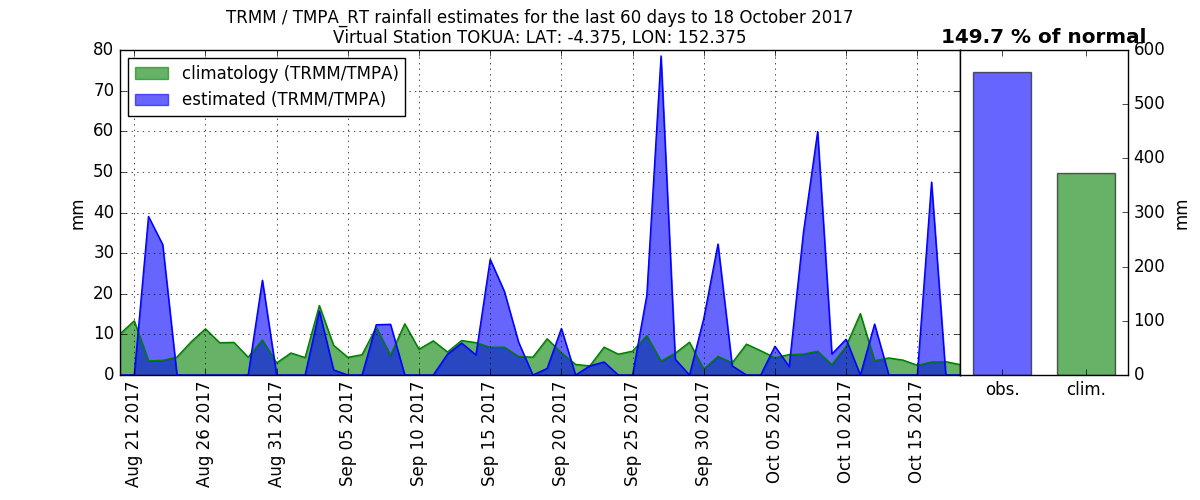 TRMM / TMPA_RT rainfall estimates for the last 60 days to 18 October 2017
Virtual Station TOKUA: LAT: -4.375, LON: 152.375
149.7 % of normal
climatology (TRMM/TMPA)
estimated (TRMM/TMPA)
80
70
60
50
40
30
20
10
0
mm
Aug 21 2017
Aug 26 2017
Aug 31 2017
Sep 05 2017
Sep 10 2017
Sep 15 2017
Sep 20 2017
Sep 25 2017
Sep 30 2017
Oct 05 2017
Oct 10 2017
Oct 15 2017
obs.
clim.
600
500
400
300
200
100
0
mm